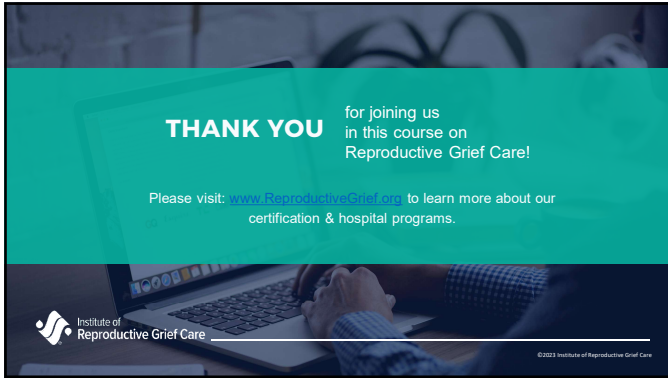 THANK YOU
for joining us
in this course on
Reproductive Grief Care!
Please visit: www.ReproductiveGrief.org to learn more about our
certification & hospital programs.
Institute of
Reproductive Grief Care
©2023 Institute of Reproductive Grief Care